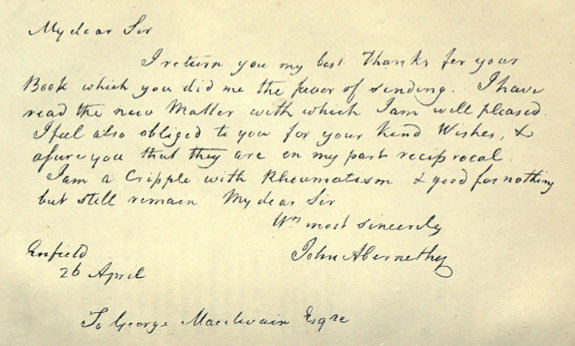 My dear Sir
I return you my best Thanks for your
Book which you did me the favor of sending. I have
read the new Matter with which I am well pleased
I feel also obliged to you for your kind Wishes, &
assure you that they are on my part reciprocal.
I am a Cripple with Rheumatism & good for nothing
but still remain My dear Sir
Yrs most sincerely
John Abernethy
Enfield
26 April
To George Macilwain Esqre